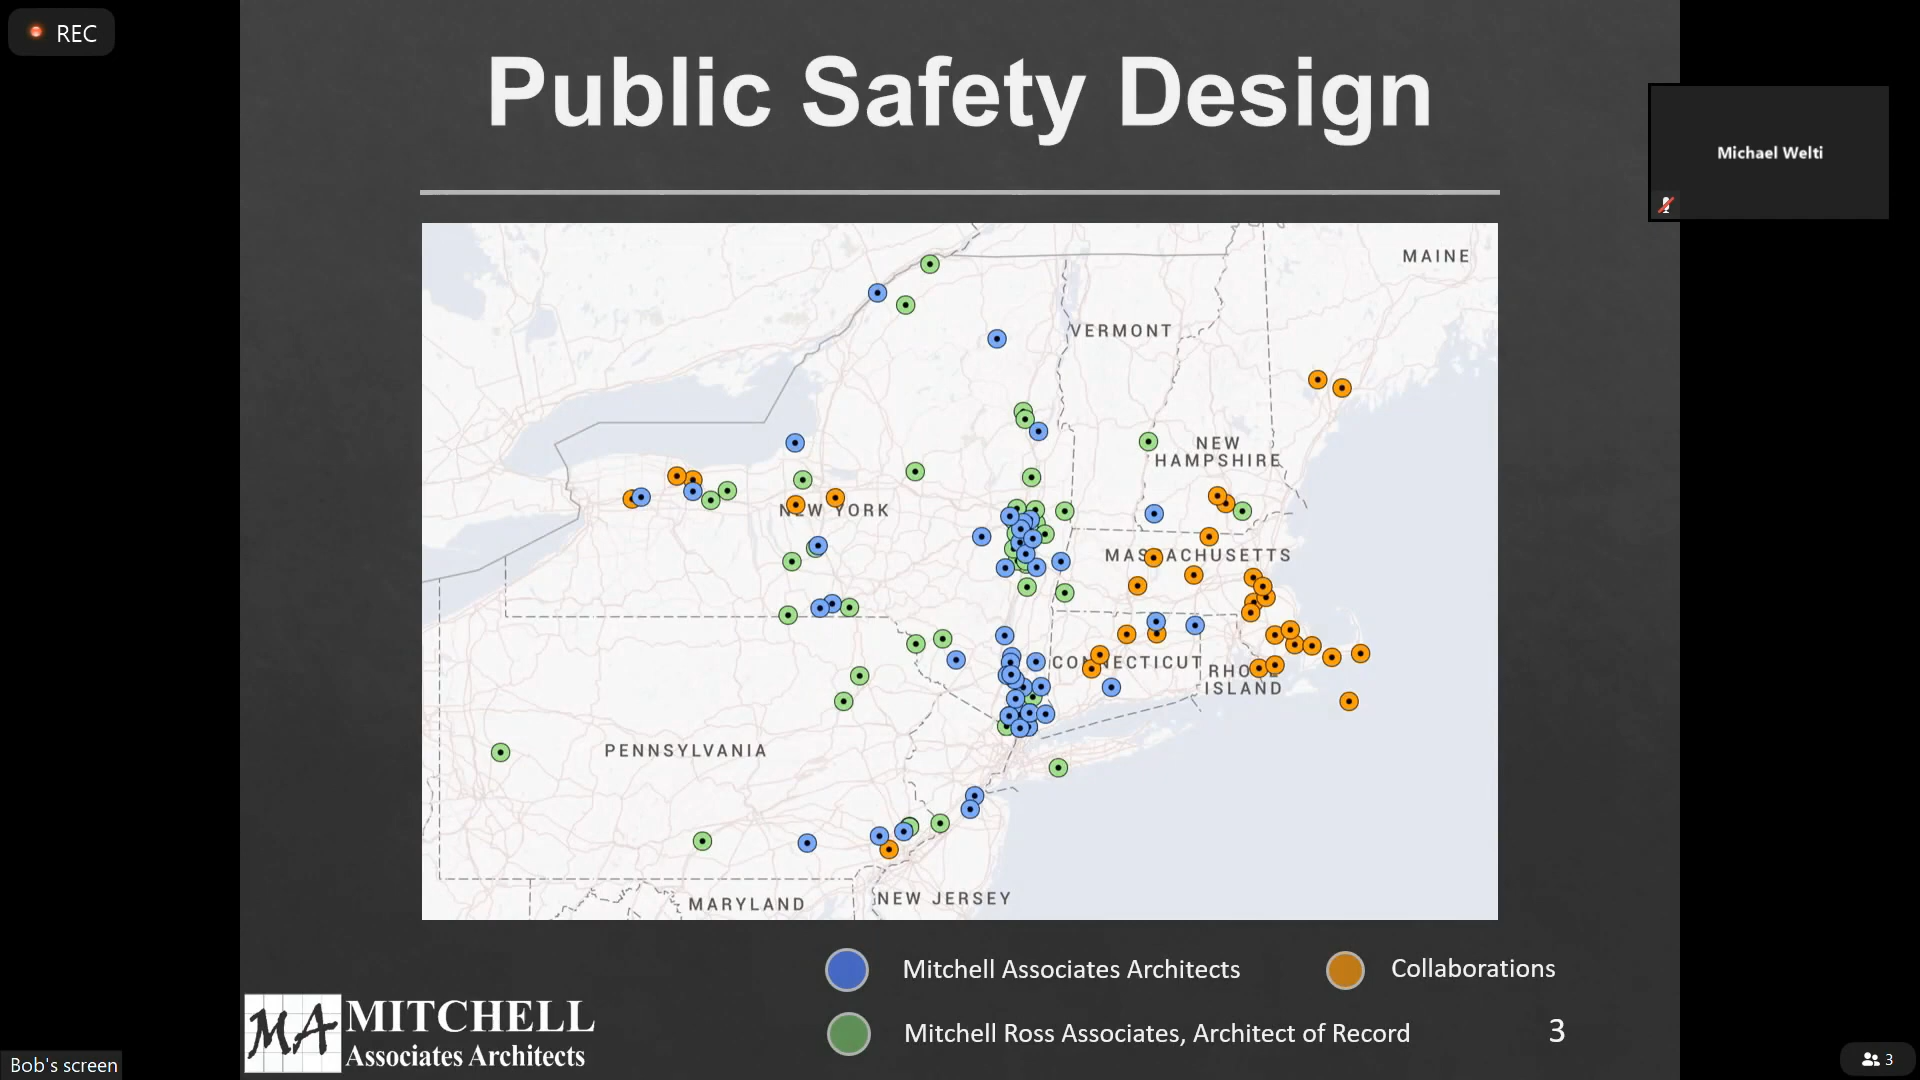 REC
Public Safety Design
Michael Welti
MAINE
VERMONT
NEW
HAMPSHIRE
NEW YORK
MASSACHUSETTS
CONNECTICUT
RHODE
ISLAND
PENNSYLVANIA
MARYLAND
NEW JERSEY
Mitchell Associates Architects
Collaborations
Mitchell Ross Associates, Architect of Record
3
MA
MITCHELL
Associates Architects
Bob's screen
3